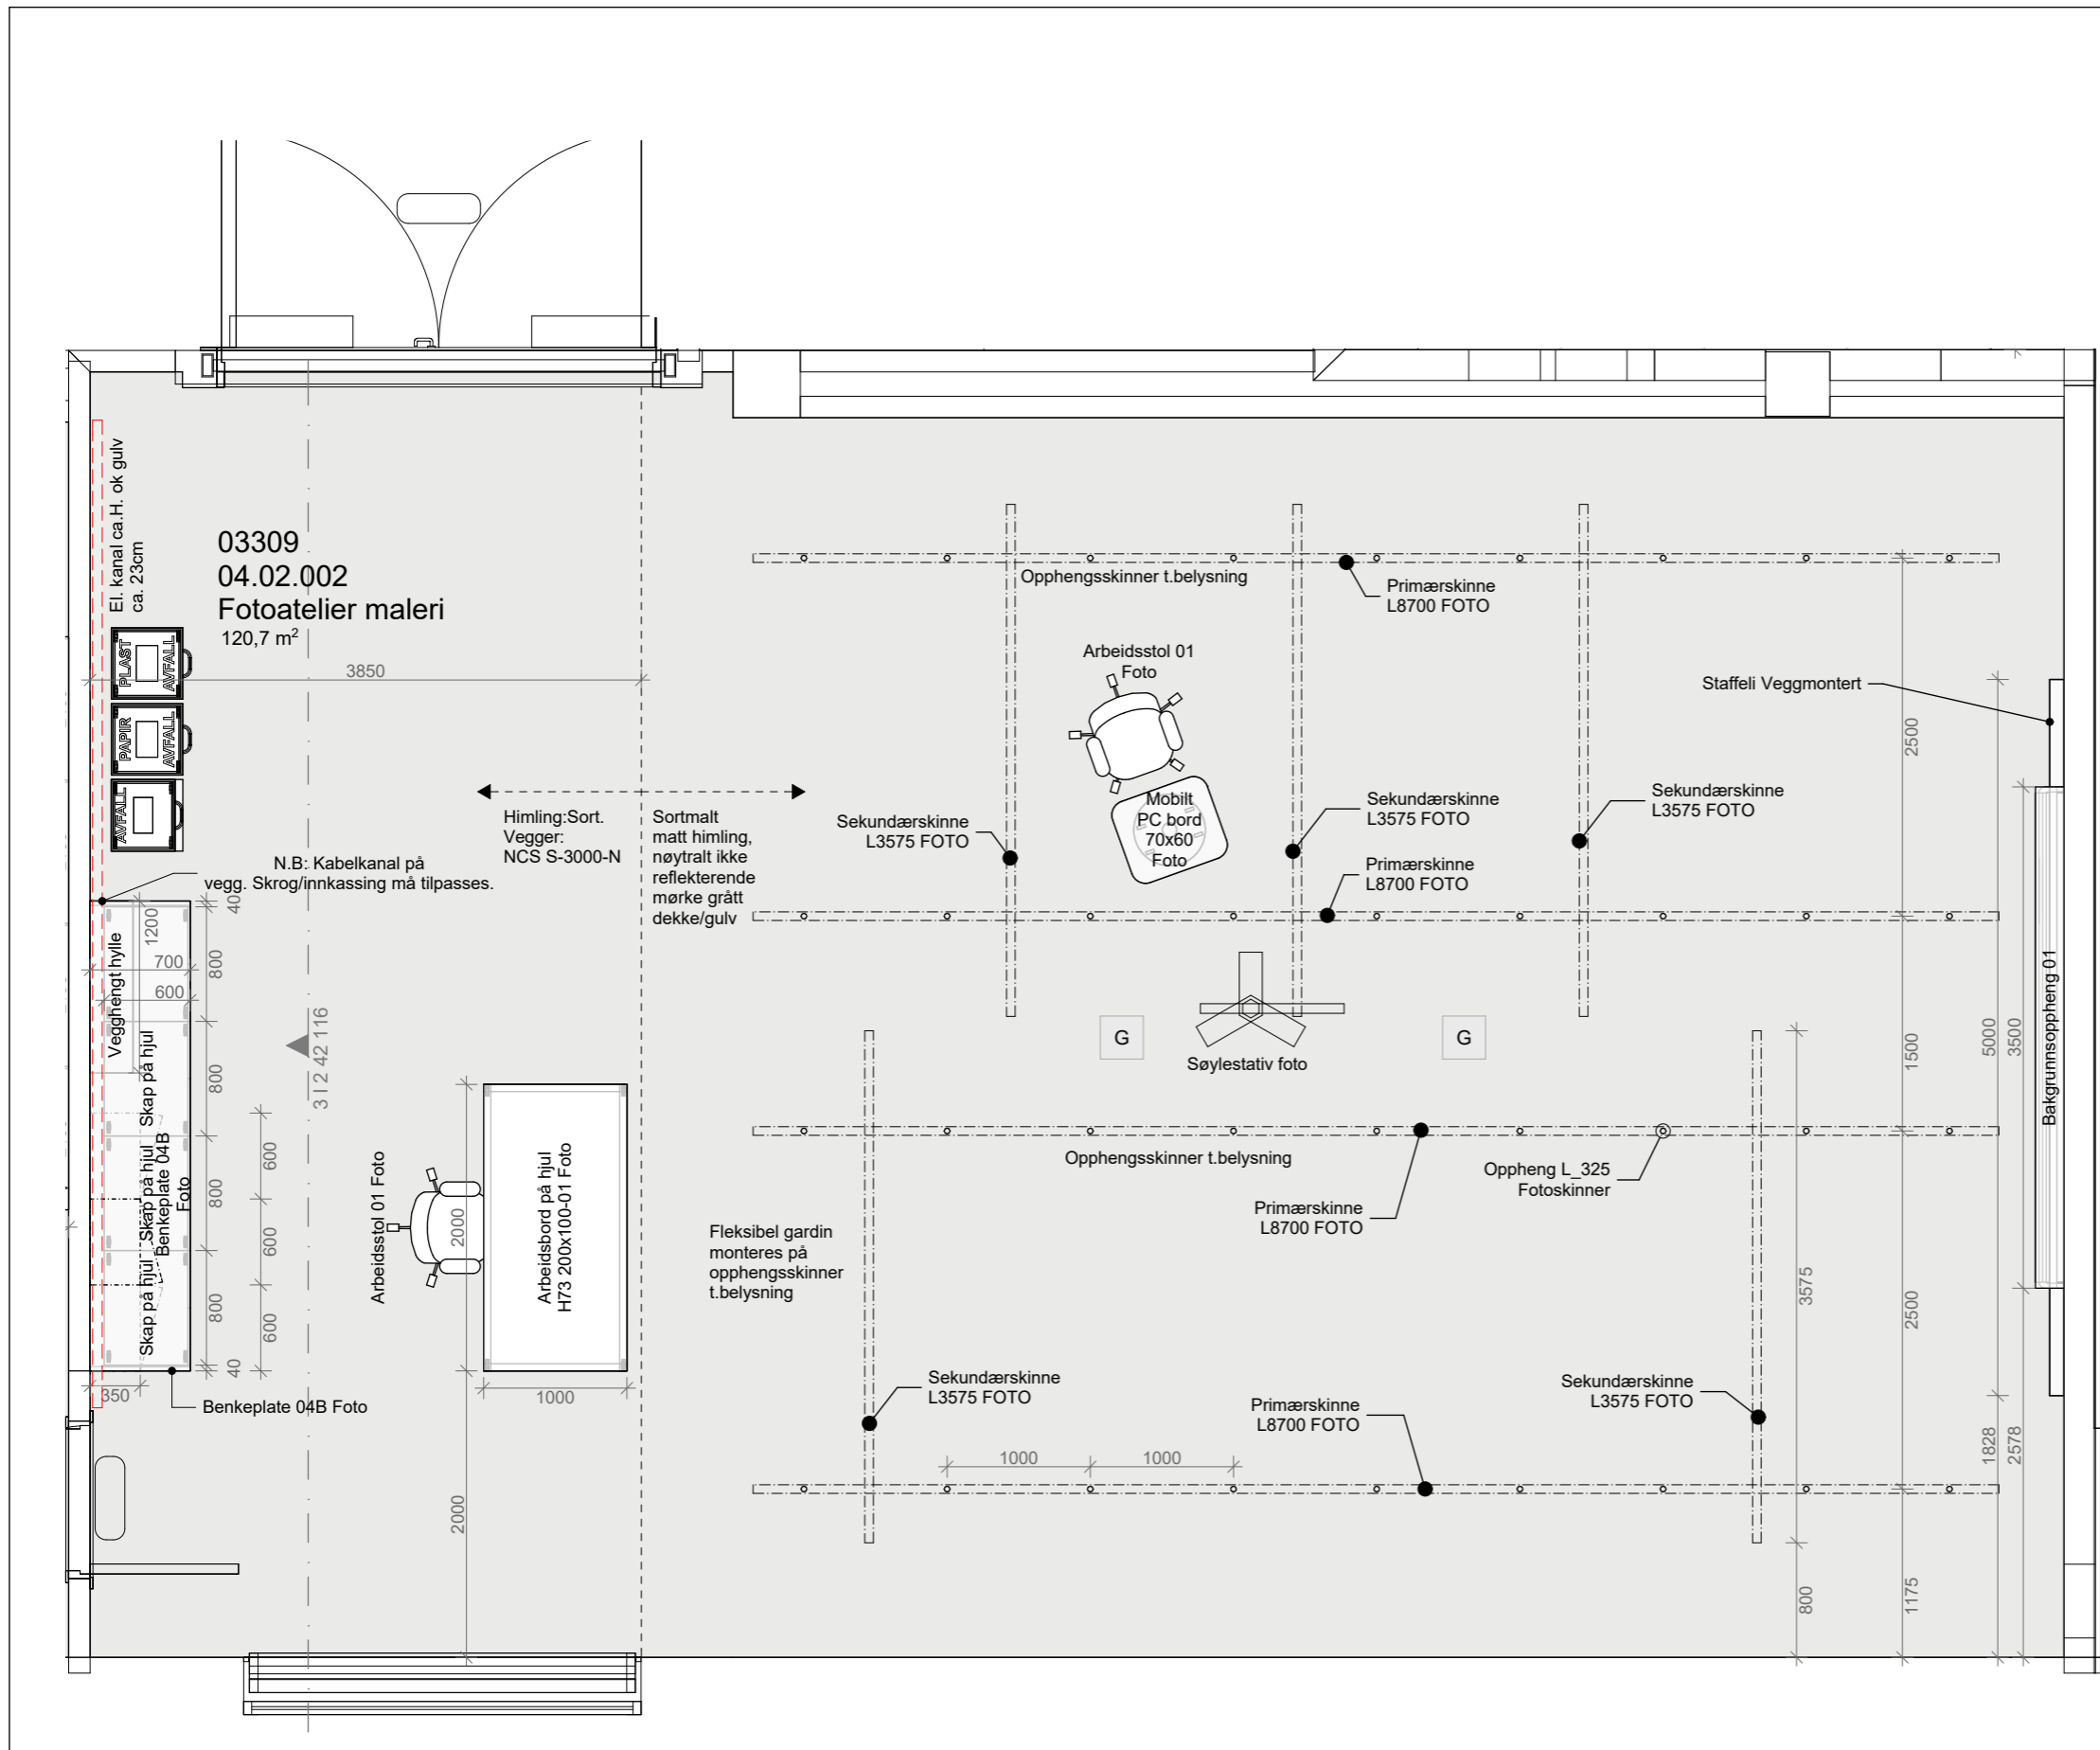 El. kanal ca.H. ok gulv
ca. 23cm
03309
04.02.002
Fotoatelier maleri
120,7 m²
3850
PLAST
AVFALL
PAPIR
AVFALL
AVFALL
N.B: Kabelkanal på
vegg. Skrog/innkassing må tilpasses.
Himling:Sort.
Vegger:
NCS S-3000-N
Sortmalt
matt himling,
nøytralt ikke
reflekterende
mørke grått
dekke/gulv
Opphengsskinner t.belysning
Primærskinne
L8700 FOTO
Arbeidsstol 01
Foto
Mobilt
PC bord
70x60
Foto
Staffeli Veggmontert
Sekundærskinne
L3575 FOTO
Sekundærskinne
L3575 FOTO
Sekundærskinne
L3575 FOTO
Primærskinne
L8700 FOTO
2500
Vegghengt hylle
1200
700
600
40
800
800
800
800
40
600
600
600
350
Skap på hjul
Skap på hjul
Skap på hjul
Benkeplate 04B
Foto
Benkeplate 04B Foto
3 I 2 42 116
Arbeidsstol 01 Foto
Arbeidsbord på hjul
H73 200x100-01 Foto
2000
1000
2000
G
G
Søylestativ foto
Opphengsskinner t.belysning
Primærskinne
L8700 FOTO
Oppheng L_325
Fotoskinner
Fleksibel gardin
monteres på
opphengsskinner
t.belysning
Sekundærskinne
L3575 FOTO
Primærskinne
L8700 FOTO
Sekundærskinne
L3575 FOTO
1000
1000
Bakgrunnsoppheng 01
1500
5000
3500
3575
2500
1828
2578
800
1175